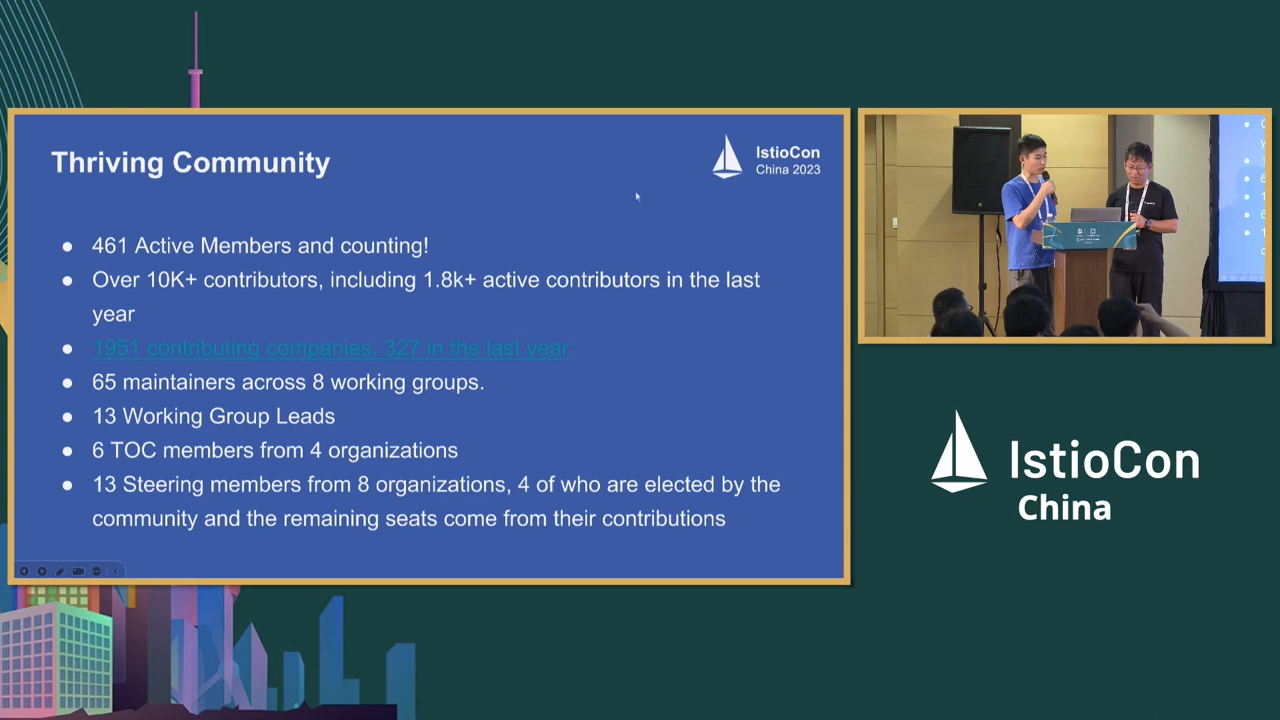 Thriving Community
IstioCon
China 2023
461 Active Members and counting!
Over 10K+ contributors, including 1.8k+ active contributors in the last
year
1951 contributing companies, 327 in the last year
65 maintainers across 8 working groups.
13 Working Group Leads
6 TOC members from 4 organizations
13 Steering members from 8 organizations, 4 of who are elected by the
community and the remaining seats come from their contributions
IstioCon
China